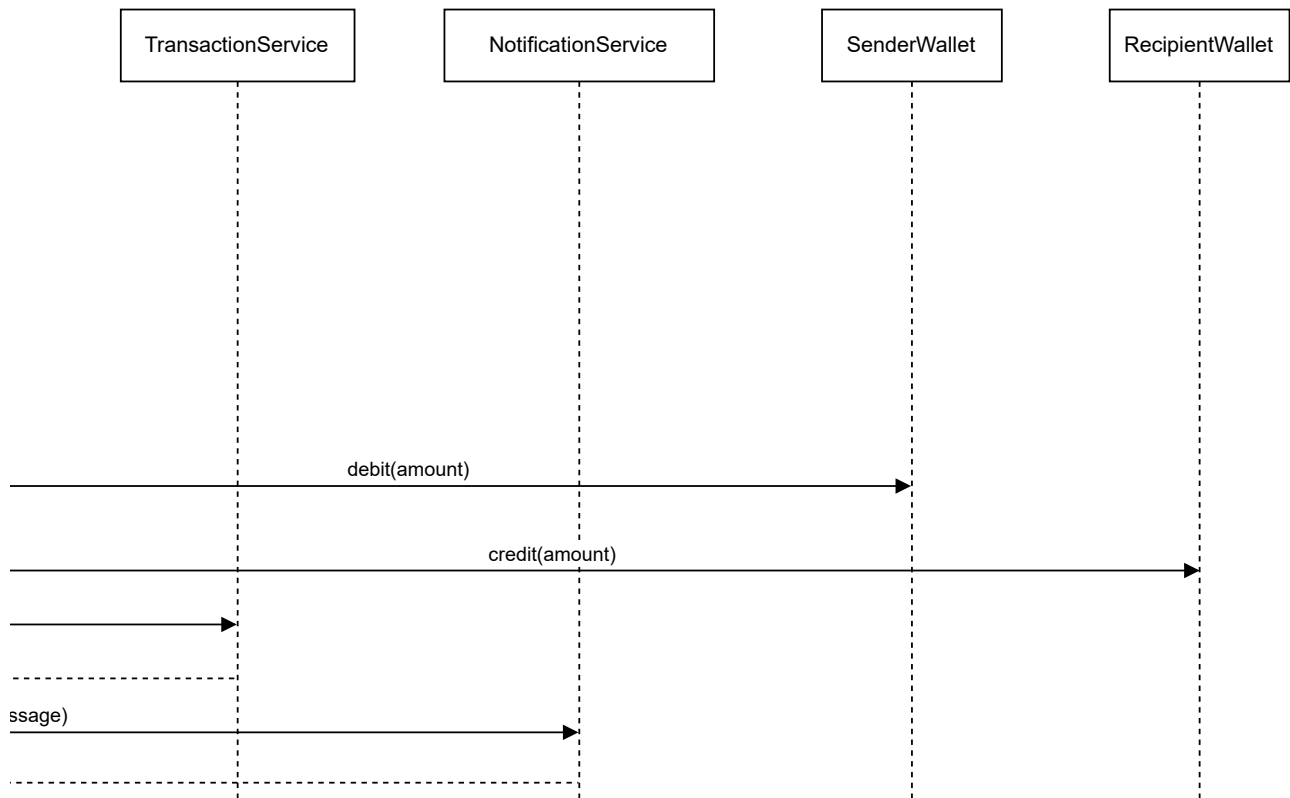 TransactionService
NotificationService
SenderWallet
RecipientWallet
debit(amount)
credit(amount)
ssage)